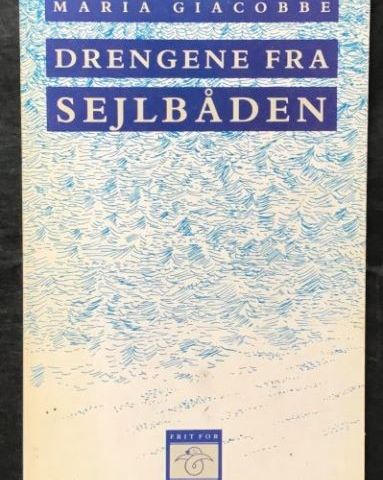 MARIA GIACOBBE
DRENGENE FRA
SEJLBÅDEN
FRIT FOR